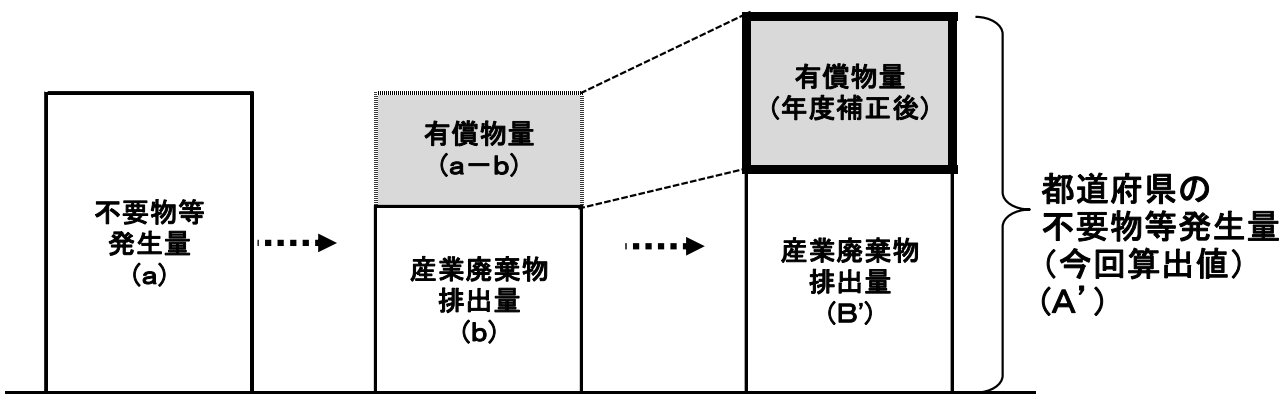 不要物等
発生量
(a)
有償物量
(a－b)
産業廃棄物
排出量
(b)
有償物量
(年度補正後)
産業廃棄物
排出量
(B')
都道府県の
不要物等発生量
（今回算出値）
(A’)